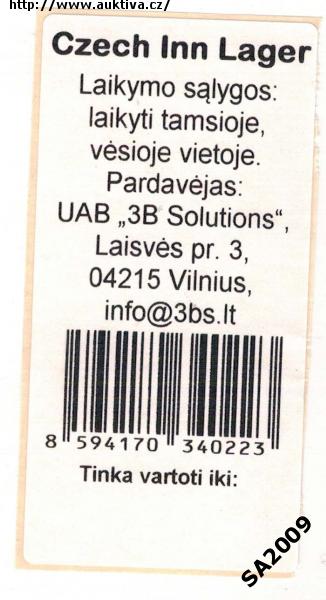 http://www.auktiva.cz/
Czech Inn Lager
Laikymo sąlygos:
laikyti tamsioje,
vėsioje vietoje.
Pardavėjas:
UAB „3B Solutions“,
Laisvės pr. 3,
04215 Vilnius,
info@3bs.lt
8 594170 340223
Tinka vartoti iki:
SA2009